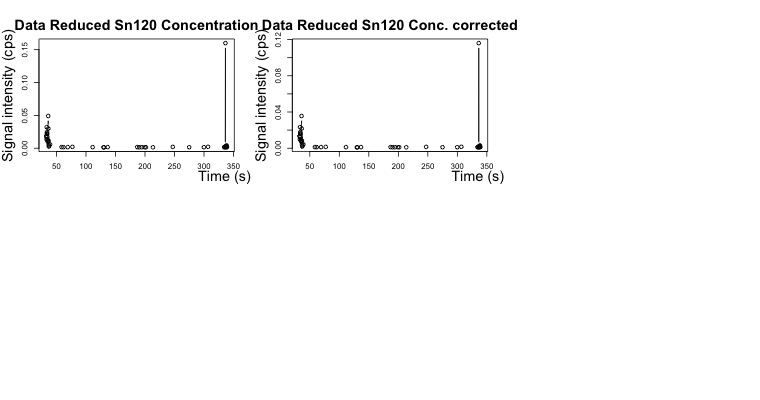 Data Reduced Sn120 Concentration
Signal intensity (cps)
0.00 0.05 0.10 0.15
50 100 150 200 250 300 350
Time (s)
Data Reduced Sn120 Conc. corrected
Signal intensity (cps)
0.00 0.04 0.08 0.12
50 100 150 200 250 300 350
Time (s)